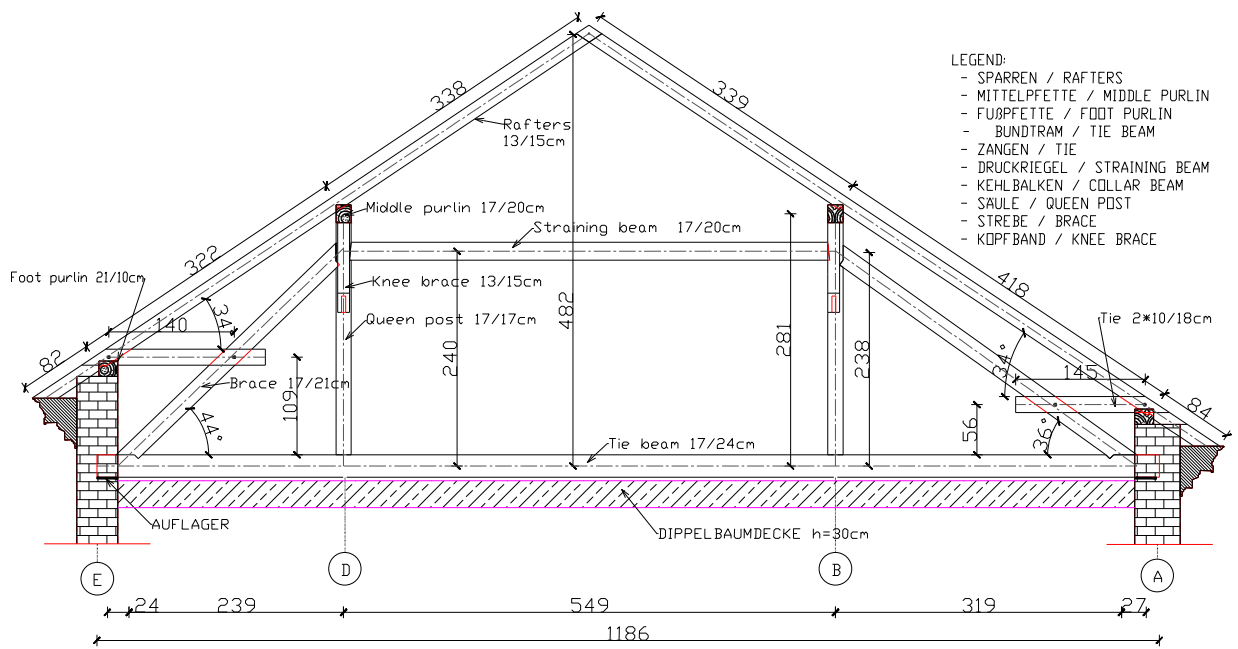 338
339
LEGEND:
- SPARREN / RAFTERS
- MITTELPFETTE / MIDDLE PURLIN
- FUßPFETTE / FOOT PURLIN
- BUNDTRAM / TIE BEAM
- ZANGEN / TIE
- DRUCKRIEGEL / STRAINING BEAM
- KEHLBALKEN / COLLAR BEAM
- SÄULE / QUEEN POST
- STREBE / BRACE
- KOPFBAND / KNEE BRACE
Rafters
13/15cm
Middle purlin 17/20cm
Straining beam 17/20cm
322
Foot purlin 21/10cm
Knee brace 13/15cm
418
140
34°
Queen post 17/17cm
482
281
240
238
34°
Tie 2*10/18cm
82
Brace 17/21cm
145
109
44°
56
36°
84
Tie beam 17/24cm
AUFLAGER
DIPPELBAUMDECKE h=30cm
E
D
B
A
24
239
549
319
27
1186